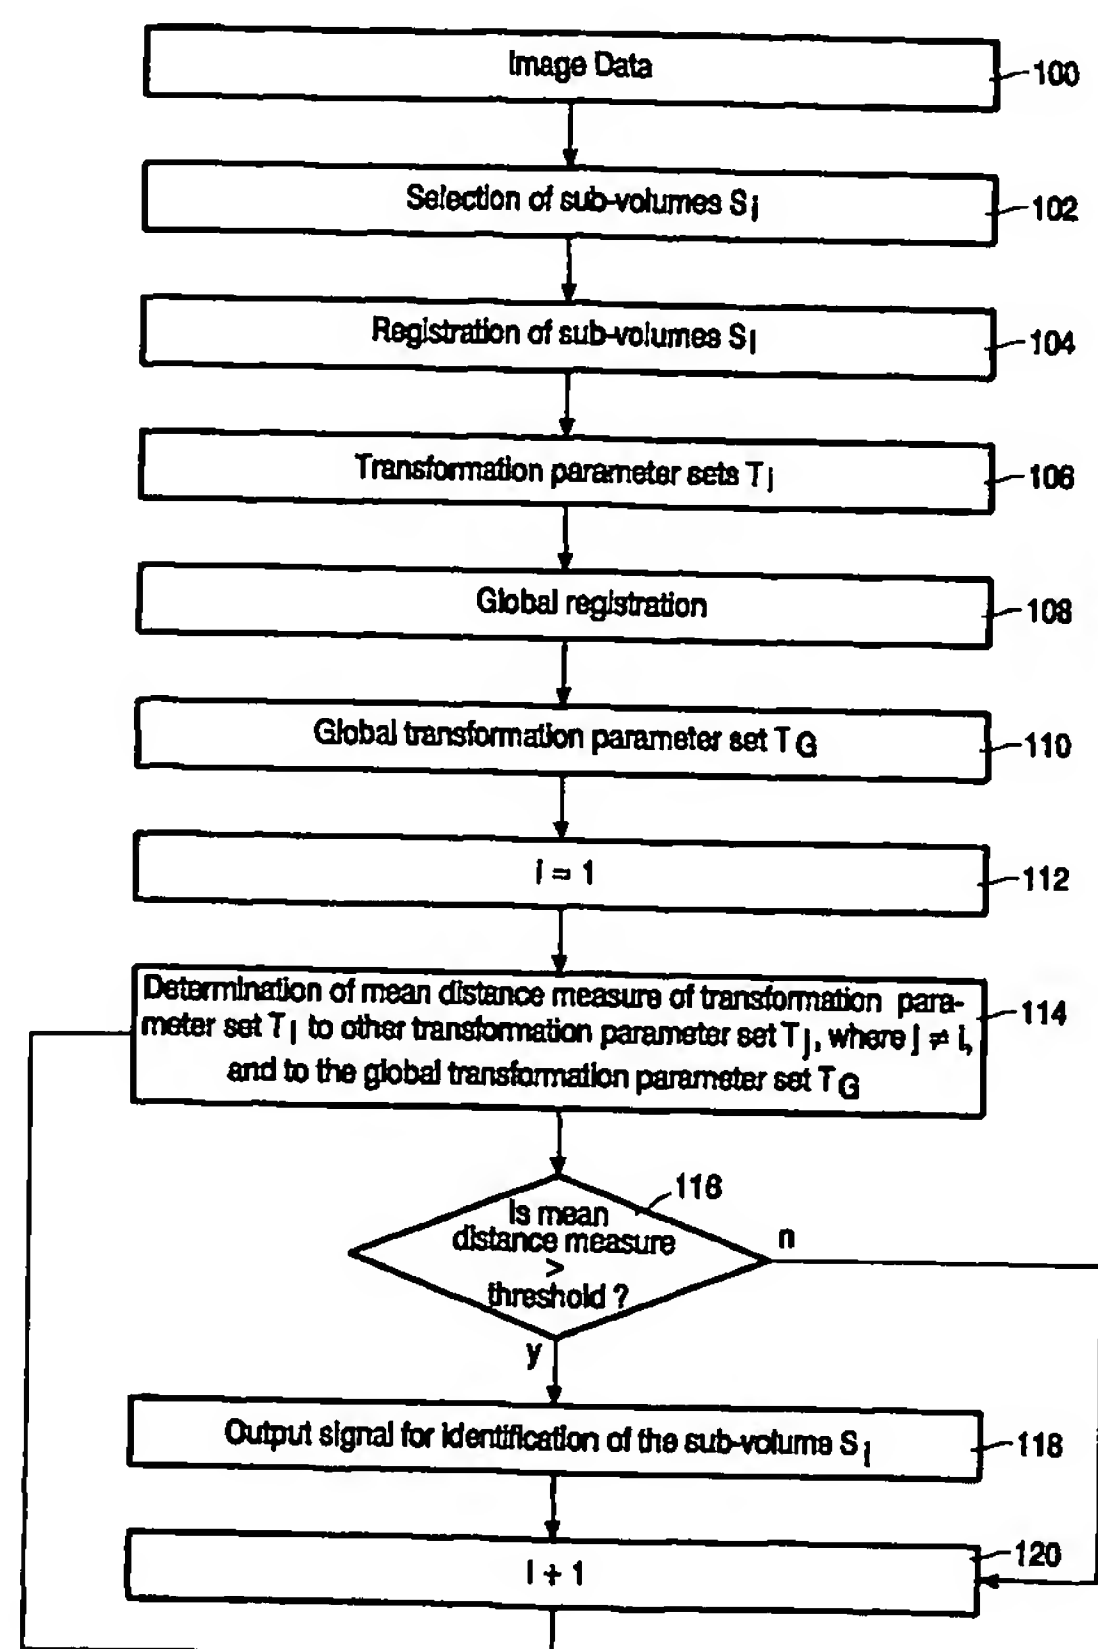 Image Data
100
Selection of sub-volumes Si
102
Registration of sub-volumes Si
104
Transformation parameter sets Ti
106
Global registration
108
Global transformation parameter set TG
110
i = 1
112
Determination of mean distance measure of transformation para-
meter set Ti to other transformation parameter set Tj, where j ≠ i,
and to the global transformation parameter set TG
114
Is mean
distance measure
>
threshold ?
116
n
y
Output signal for identification of the sub-volume Si
118
i + 1
120